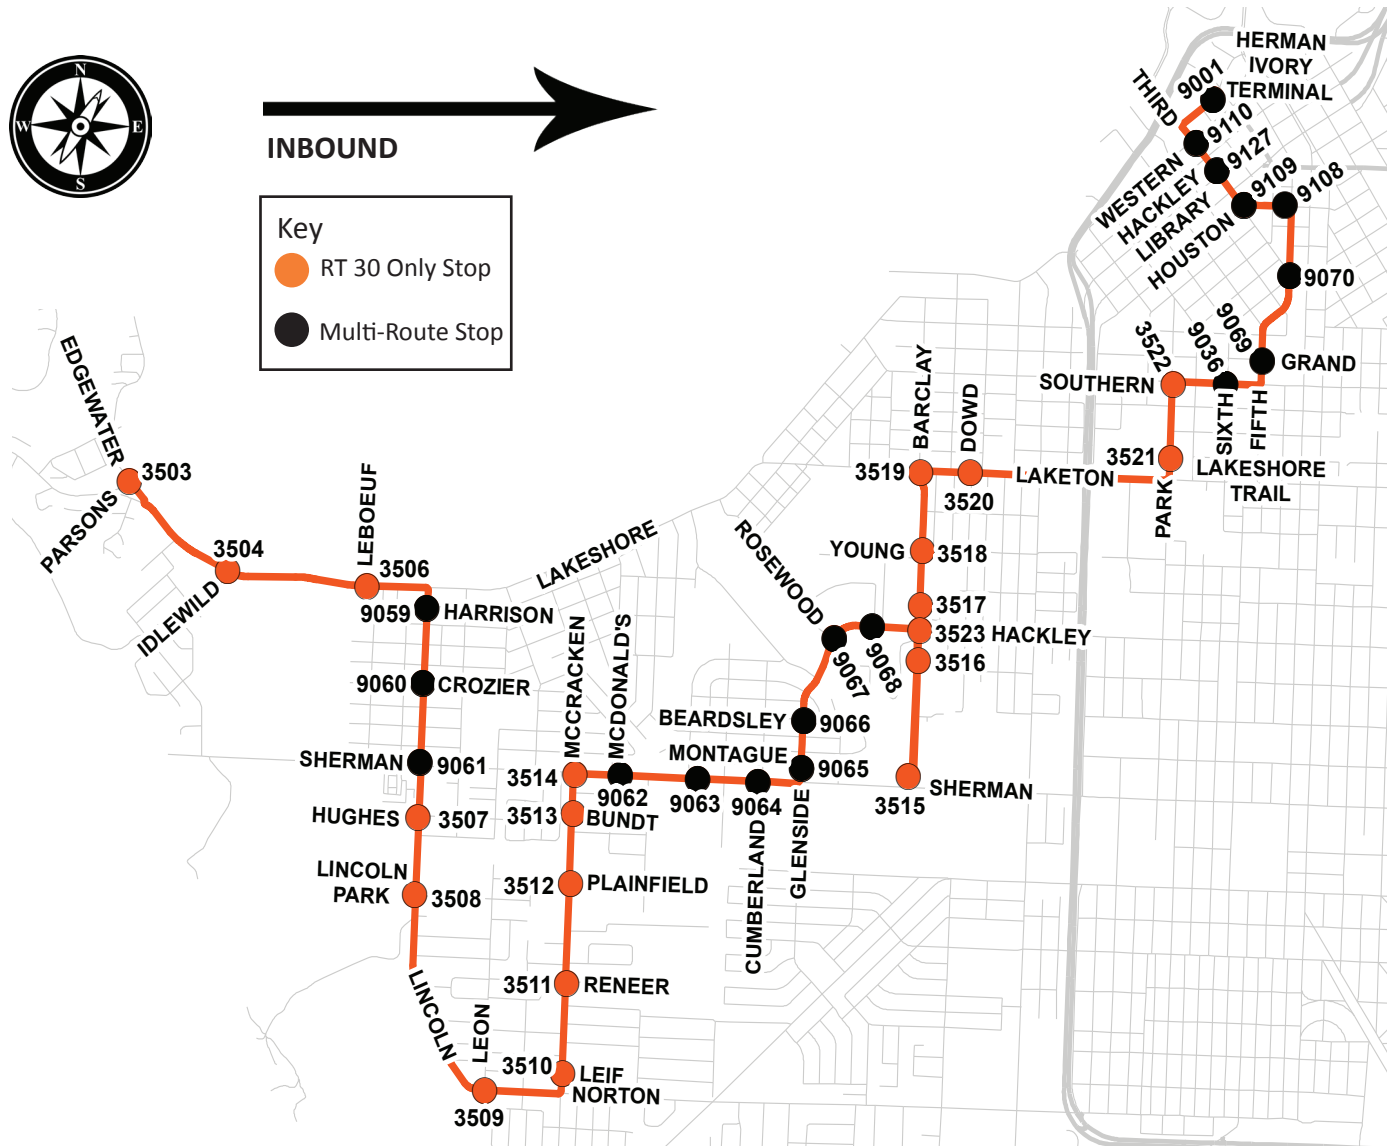 N
W
E
S
INBOUND
Key
RT 30 Only Stop
Multi-Route Stop
HERMAN
IVORY
TERMINAL
9001
THIRD
9110
9127
9109
9108
WESTERN
HACKLEY
LIBRARY
HOUSTON
9070
9069
9036
3522
GRAND
SOUTHERN
SIXTH
FIFTH
3521
LAKESHORE
TRAIL
PARK
LAKETON
BARCLAY
DOWD
3519
3520
YOUNG
3518
3517
3523
HACKLEY
3516
3515
SHERMAN
ROSEWOOD
9068
9067
BEARDSLEY
9066
MONTAGUE
9065
GLENSIDE
9064
CUMBERLAND
9063
9062
MCDONALD'S
MCCRACKEN
LAKESHORE
3514
3513
BUNDT
3512
PLAINFIELD
3511
RENEER
3510
LEIF
NORTON
3509
LEON
LINCOLN
LINCOLN
PARK
3508
HUGHES
3507
SHERMAN
9061
9060
CROZIER
9059
HARRISON
3506
LEBOEUF
3504
IDLEWILD
3503
EDGEWATER
PARSONS